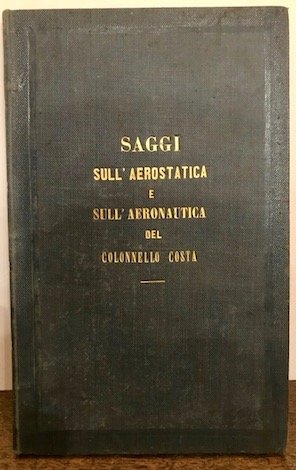 SAGGI
SULL'AEROSTATICA
E
SULL'AERONAUTICA
DEL
COLONNELLO COSTA